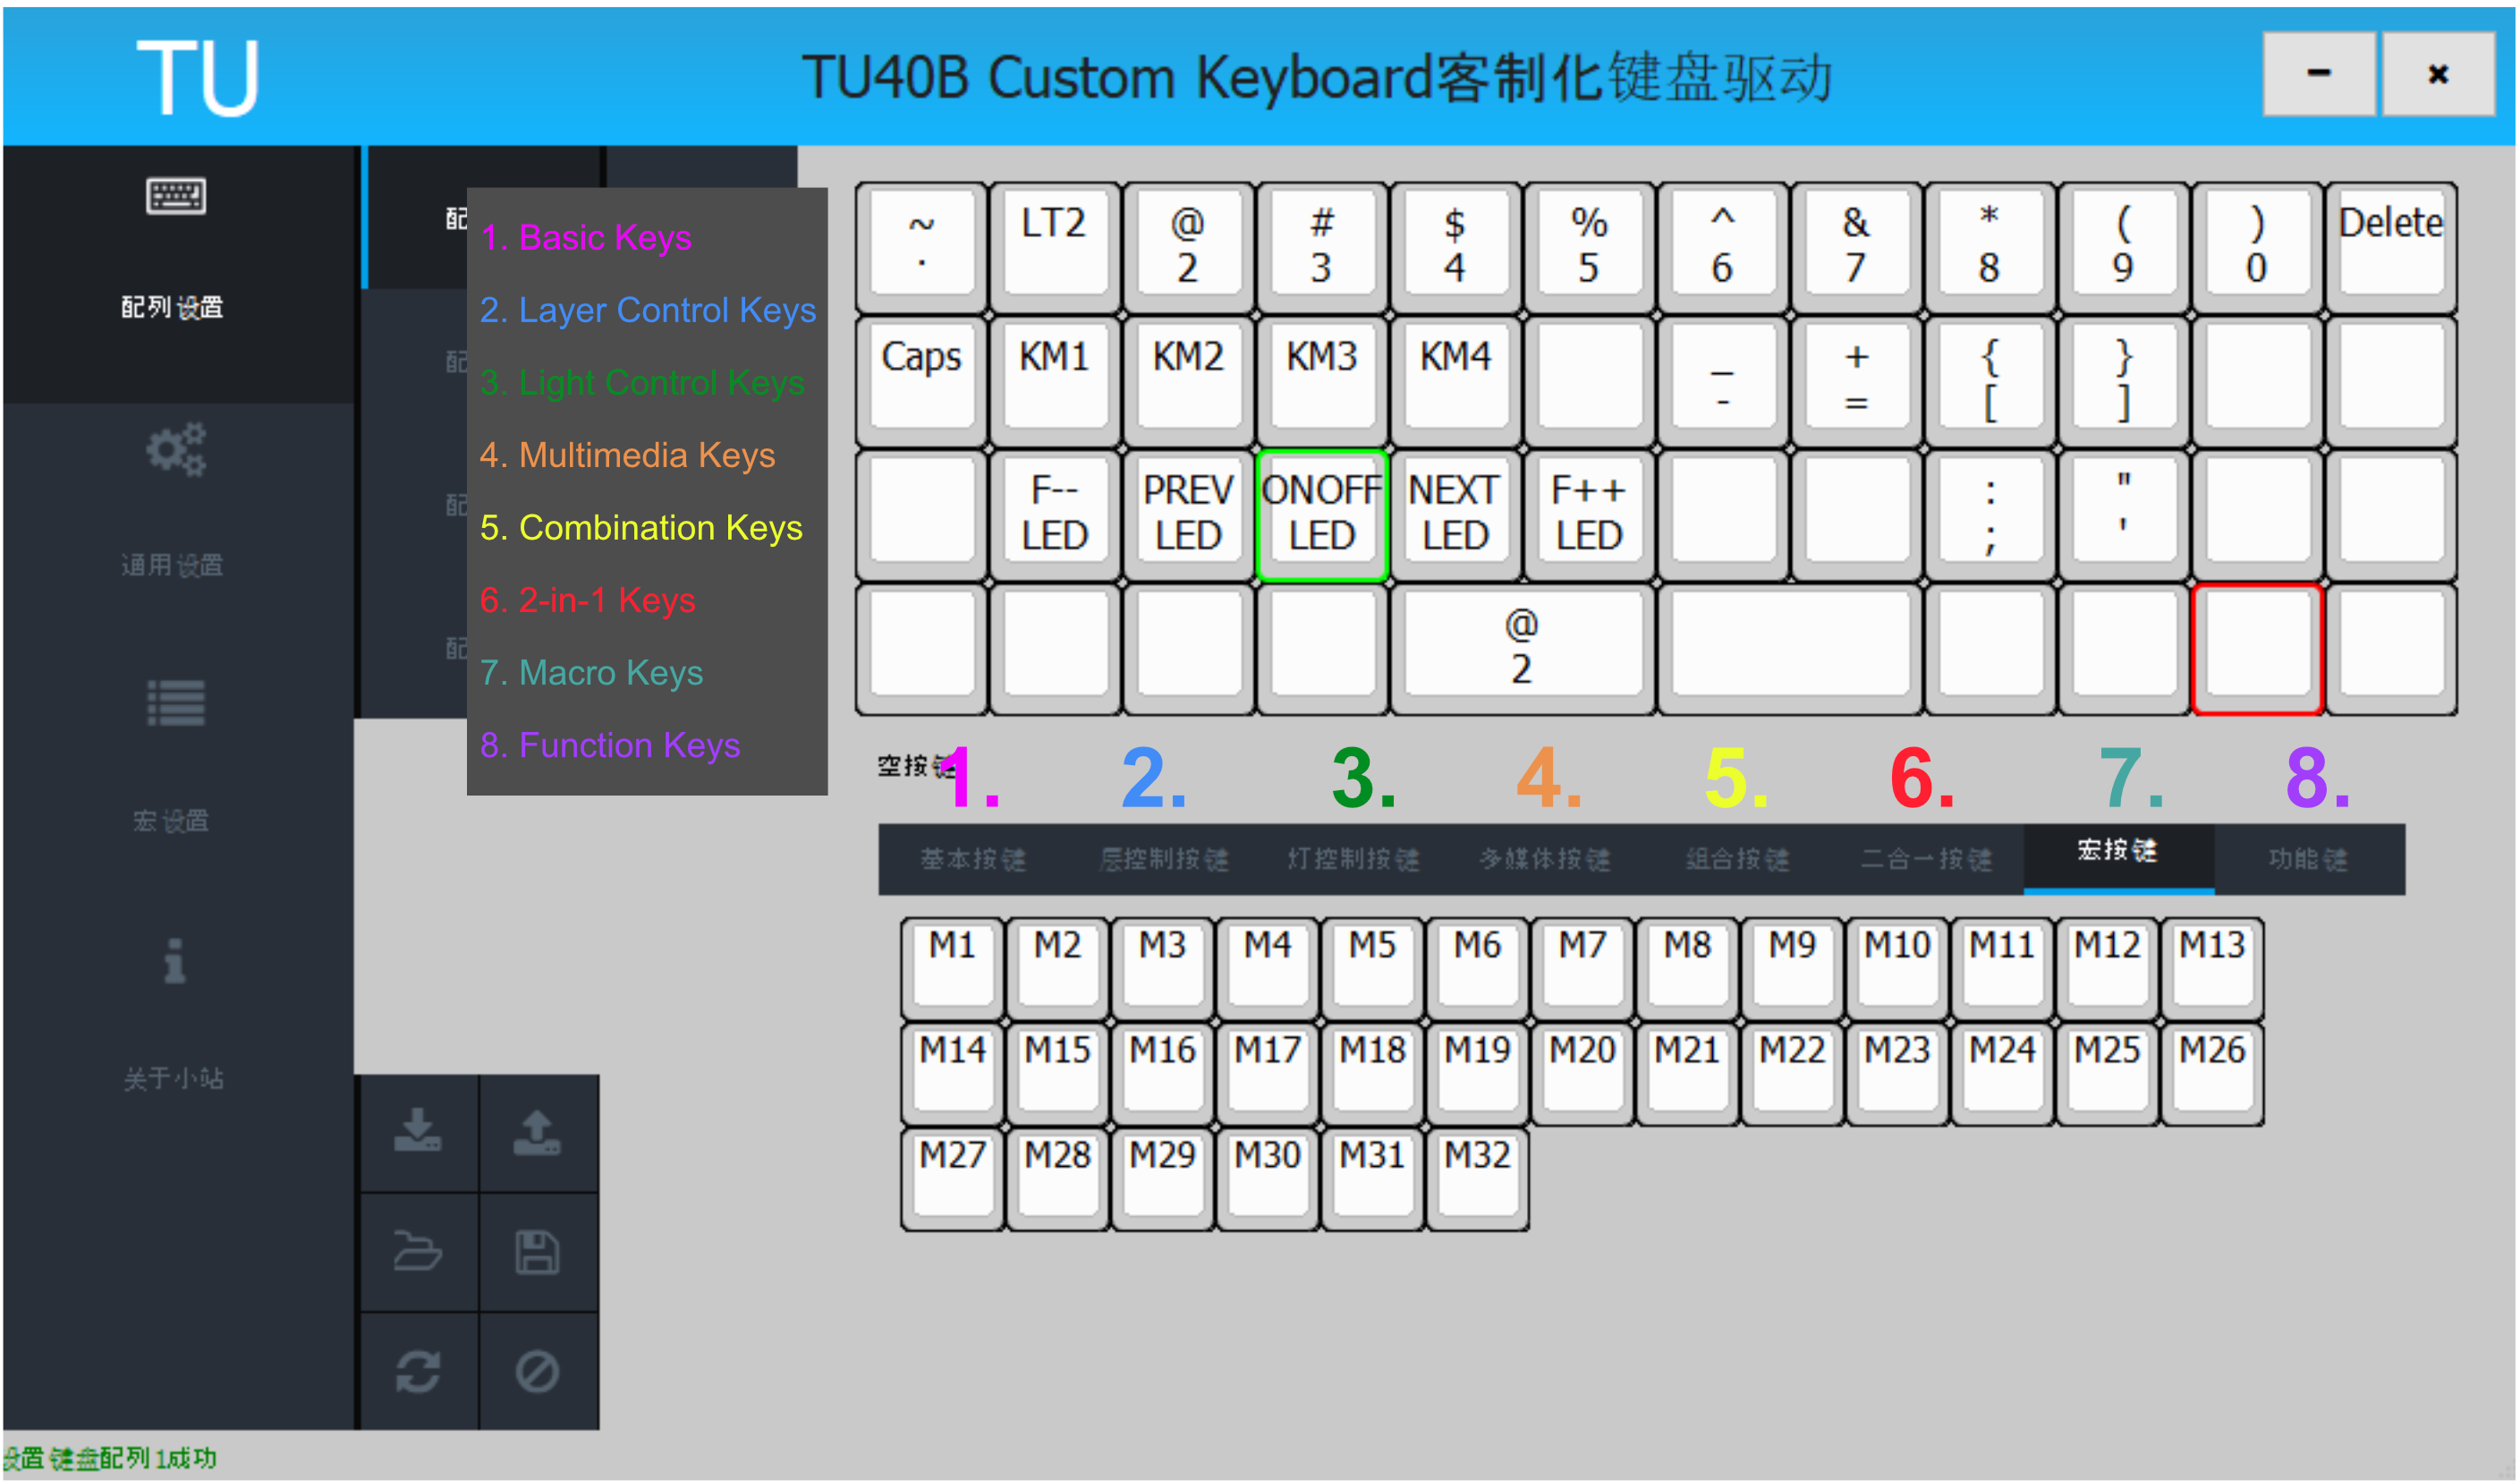 TU
TU40B Custom Keyboard客制化键盘驱动
配列设置
通用设置
宏设置
关于小站
配
配
配
配
1. Basic Keys
2. Layer Control Keys
3. Light Control Keys
4. Multimedia Keys
5. Combination Keys
6. 2-in-1 Keys
7. Macro Keys
8. Function Keys
~ LT2 @ # $ % ^ & * ( ) Delete
· 2 3 4 5 6 7 8 9 0
Caps KM1 KM2 KM3 KM4 _ + { }
- = [ ]
F-- PREV ONOFF NEXT F++ : "
LED LED LED LED LED ; '
@
2
空按键
1. 2. 3. 4. 5. 6. 7. 8.
基本按键 层控制按键 灯控制按键 多媒体按键 组合按键 二合一按键 宏按键 功能键
M1 M2 M3 M4 M5 M6 M7 M8 M9 M10 M11 M12 M13
M14 M15 M16 M17 M18 M19 M20 M21 M22 M23 M24 M25 M26
M27 M28 M29 M30 M31 M32
设置键盘配列1成功